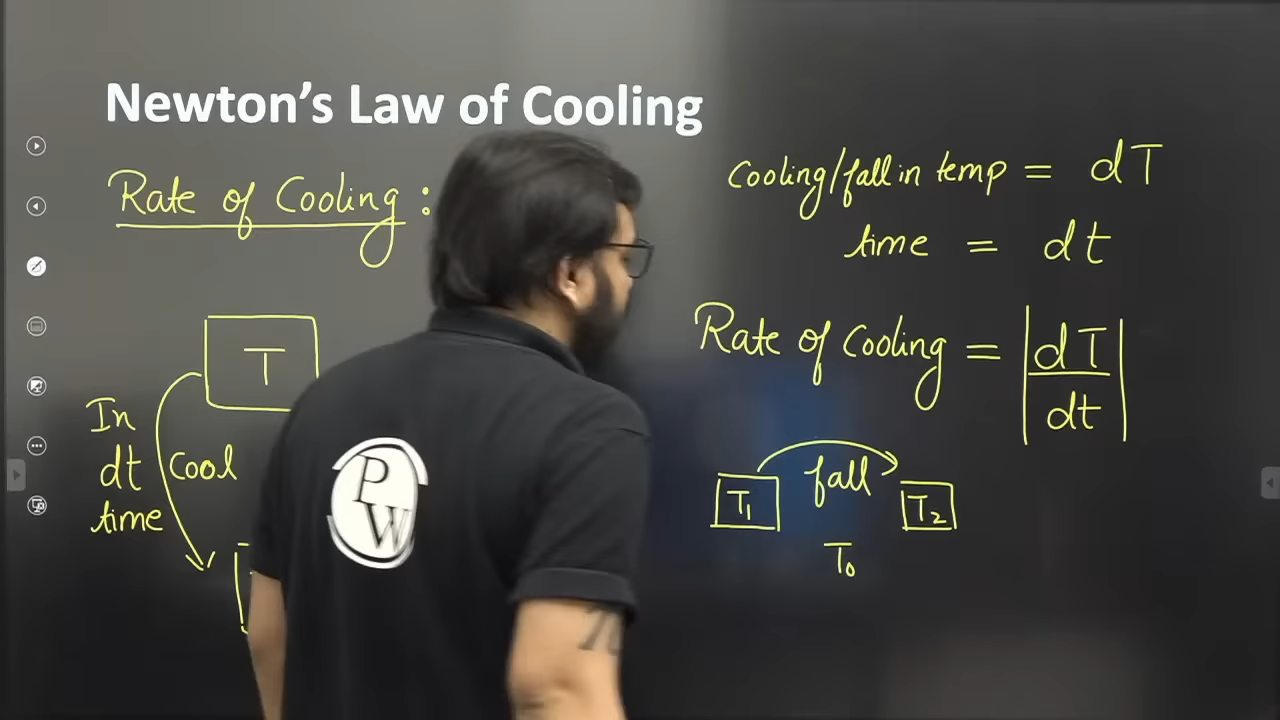 Newton's Law of Cooling
Rate of Cooling :
T
In
dt
time
Cool
Cooling/fall in temp = dT
time = dt
Rate of Cooling = |dT/dt|
T₁ fall T₂
T₀
PW
π